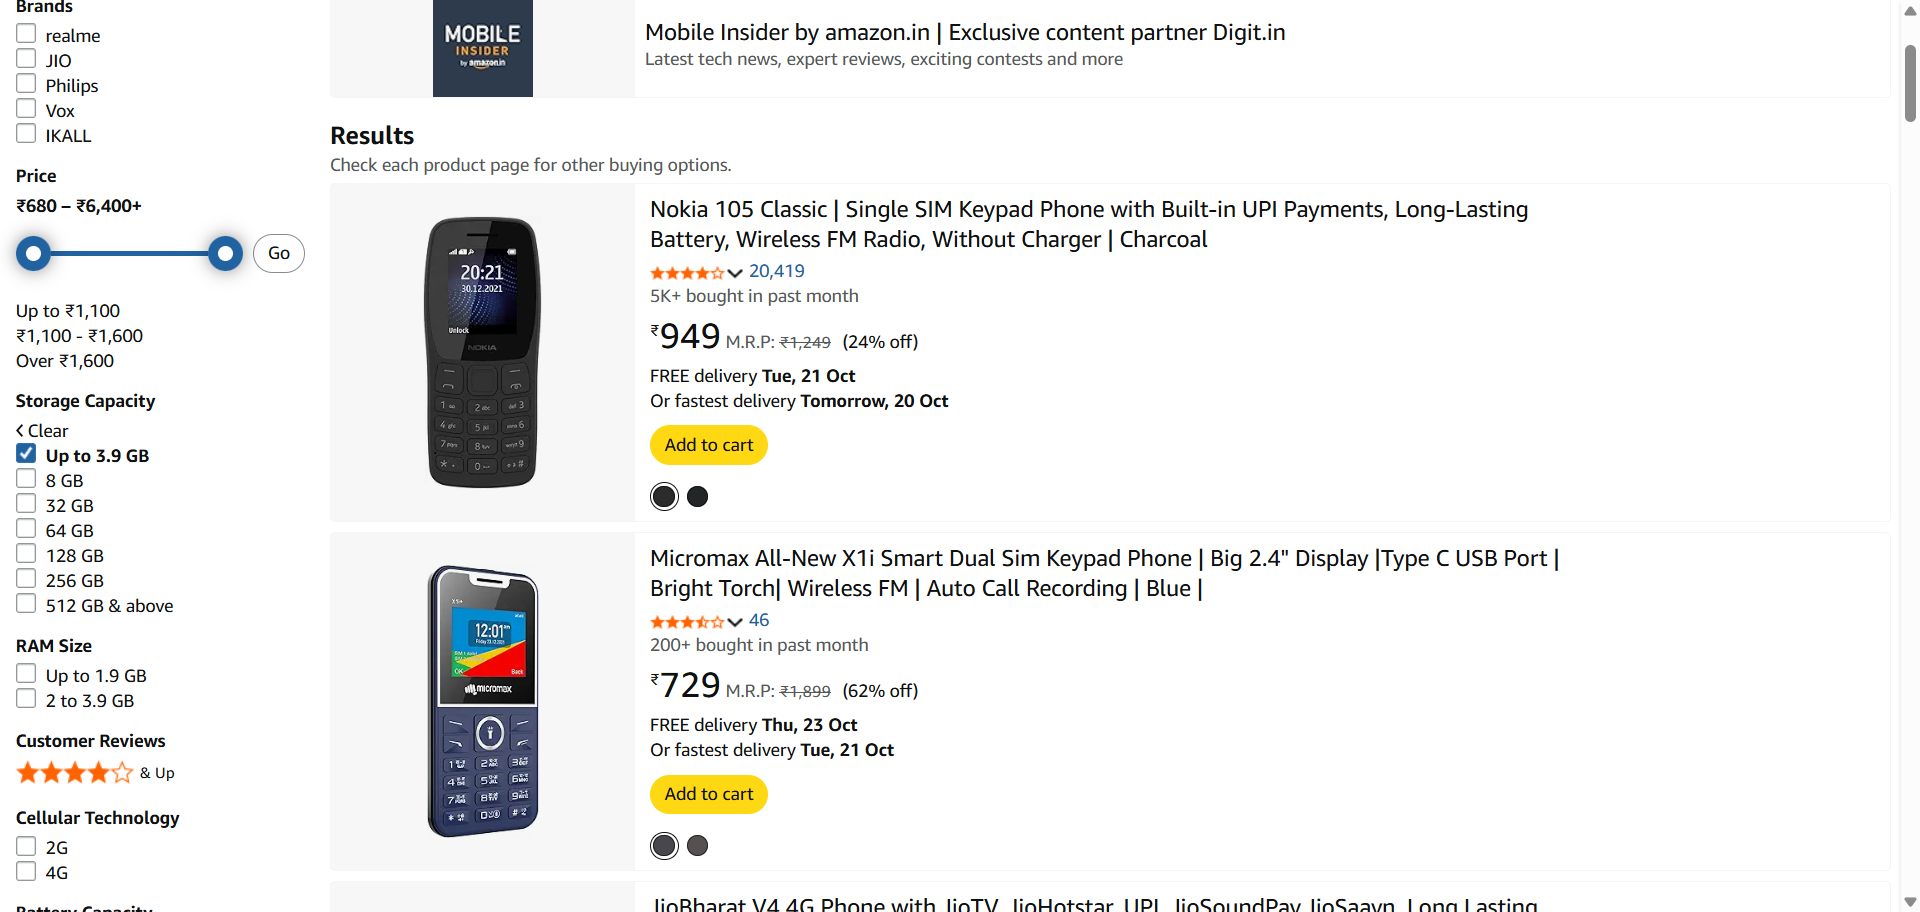 Brands
realme
JIO
Philips
Vox
IKALL
Price
₹680 – ₹6,400+
Go
Up to ₹1,100
₹1,100 - ₹1,600
Over ₹1,600
Storage Capacity
Clear
Up to 3.9 GB
8 GB
32 GB
64 GB
128 GB
256 GB
512 GB & above
RAM Size
Up to 1.9 GB
2 to 3.9 GB
Customer Reviews
& Up
Cellular Technology
2G
4G
Battery Capacity
MOBILE
INSIDER
by amazon.in
Mobile Insider by amazon.in | Exclusive content partner Digit.in
Latest tech news, expert reviews, exciting contests and more
Results
Check each product page for other buying options.
20:21
30.12.2021
Unlock
NOKIA
Nokia 105 Classic | Single SIM Keypad Phone with Built-in UPI Payments, Long-Lasting
Battery, Wireless FM Radio, Without Charger | Charcoal
20,419
5K+ bought in past month
₹949 M.R.P: ₹1,249 (24% off)
FREE delivery Tue, 21 Oct
Or fastest delivery Tomorrow, 20 Oct
Add to cart
X1i+
12:01
Back
micromax
Micromax All-New X1i Smart Dual Sim Keypad Phone | Big 2.4" Display |Type C USB Port |
Bright Torch| Wireless FM | Auto Call Recording | Blue |
46
200+ bought in past month
₹729 M.R.P: ₹1,899 (62% off)
FREE delivery Thu, 23 Oct
Or fastest delivery Tue, 21 Oct
Add to cart
JioBharat V4 4G Phone with JioTV, JioHotstar, UPI, JioSoundPay, JioSaavn, Long Lasting